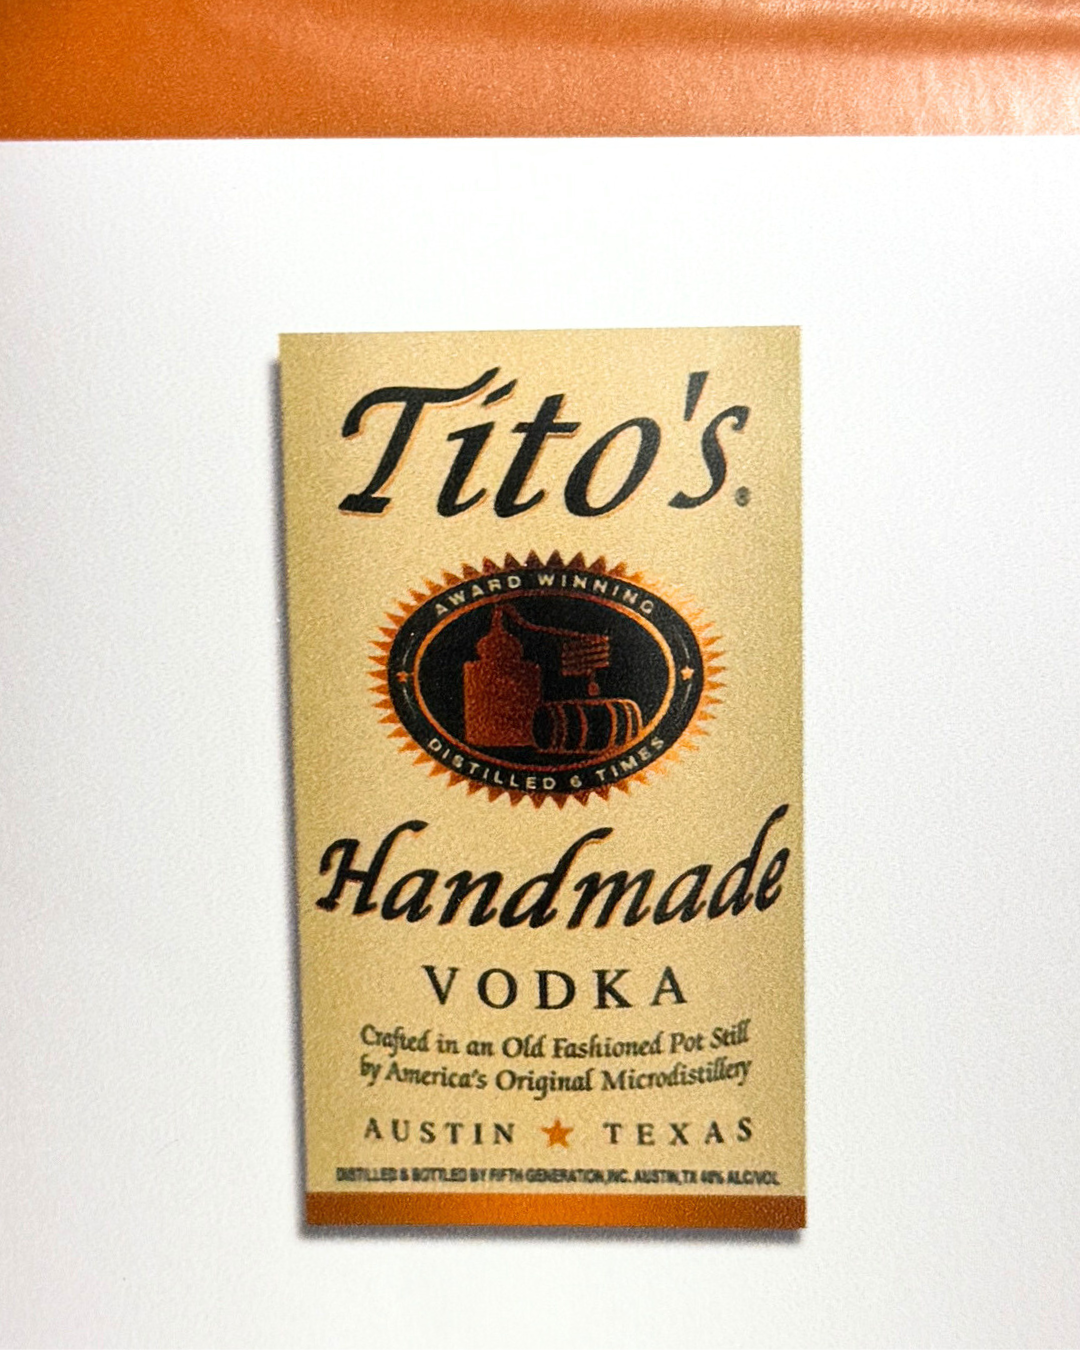 Tito's®
AWARD WINNING
DISTILLED 6 TIMES
Handmade
VODKA
Crafted in an Old Fashioned Pot Still
by America's Original Microdistillery
AUSTIN ★ TEXAS
DISTILLED & BOTTLED BY FIFTH GENERATION, INC. AUSTIN, TX 40% ALC/VOL.